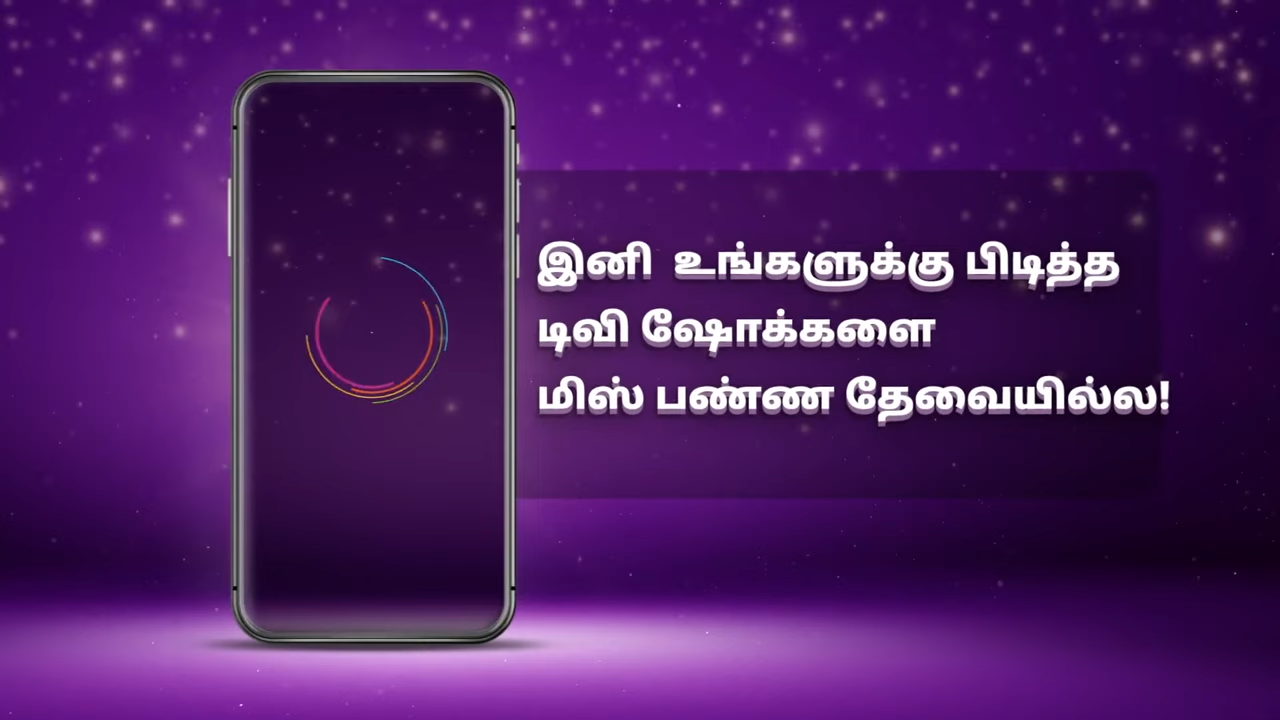 இனி உங்களுக்கு பிடித்த
டிவி ஷோக்களை
மிஸ் பண்ண தேவையில்ல!